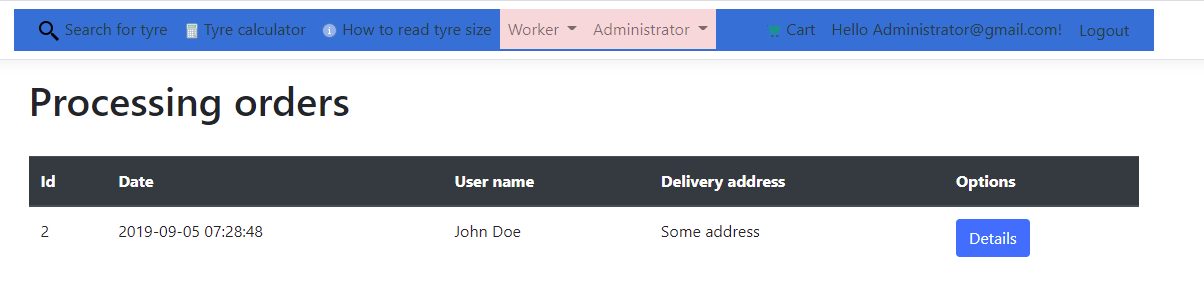 Search for tyre Tyre calculator How to read tyre size Worker Administrator Cart Hello Administrator@gmail.com! Logout
Processing orders
Id Date User name Delivery address Options
2 2019-09-05 07:28:48 John Doe Some address Details